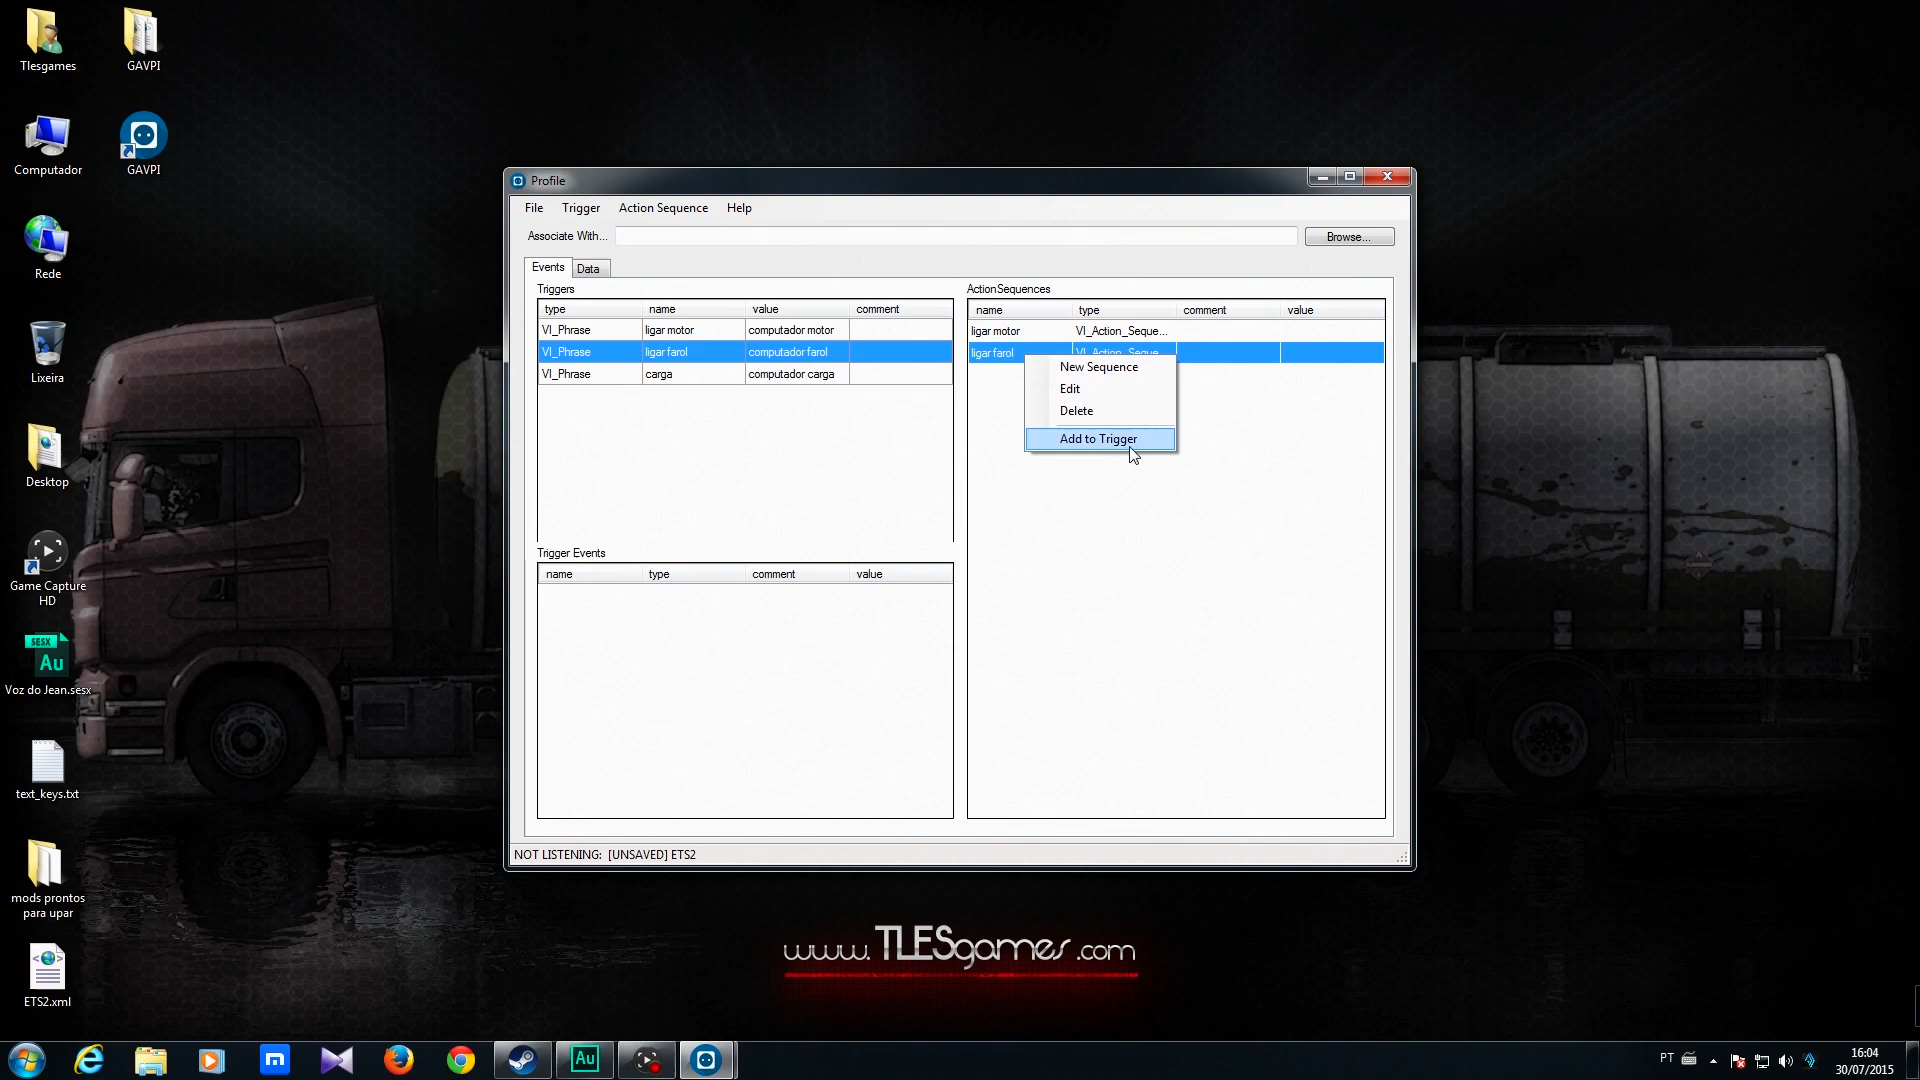 Tlesgames
GAVPI
Computador
GAVPI
Rede
Lixeira
Desktop
Game Capture
HD
SESX
Au
Voz do Jean.sesx
text_keys.txt
mods prontos
para upar
ETS2.xml
Profile
File Trigger Action Sequence Help
Associate With... Browse...
Events Data
Triggers
type name value comment
VI_Phrase ligar motor computador motor
VI_Phrase ligar farol computador farol
VI_Phrase carga computador carga
Trigger Events
name type comment value
ActionSequences
name type comment value
ligar motor VI_Action_Seque...
ligar farol VI_Action_Seque...
New Sequence
Edit
Delete
Add to Trigger
NOT LISTENING: [UNSAVED] ETS2
www.TLESgames.com
Au
PT
16:04
30/07/2015